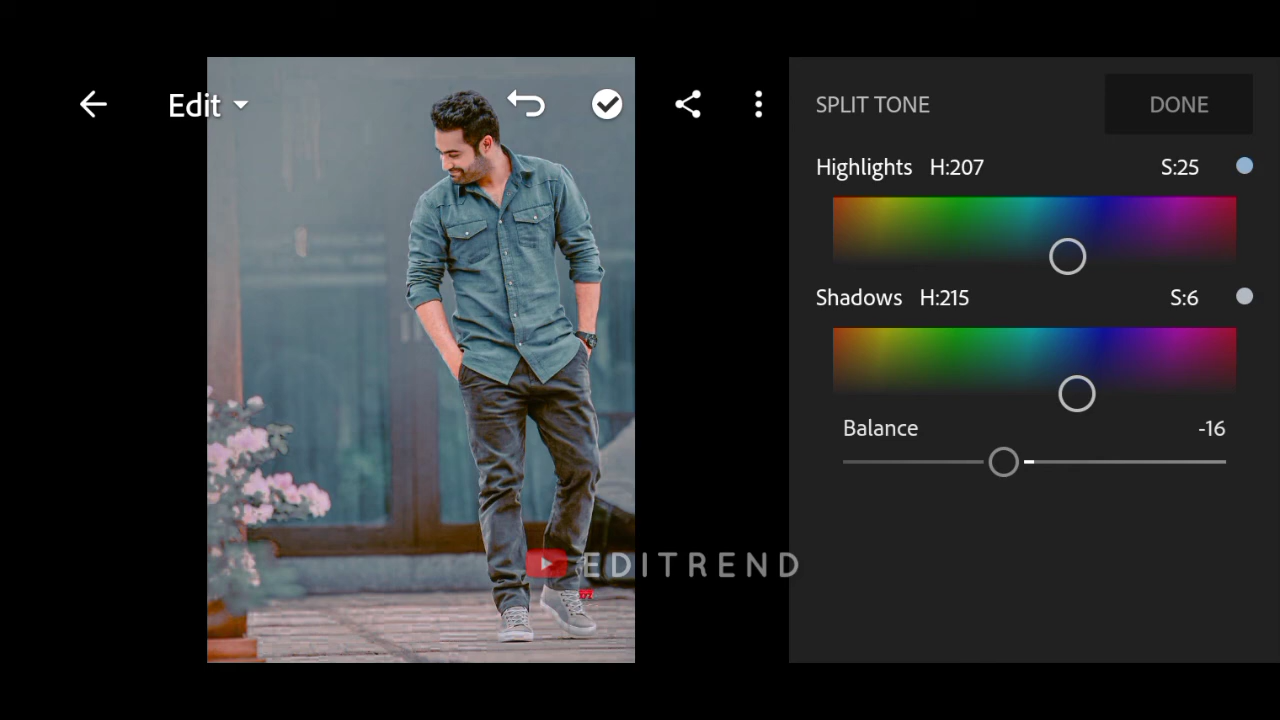 Edit
SPLIT TONE
DONE
Highlights H:207 S:25
Shadows H:215 S:6
Balance -16
EDITREND